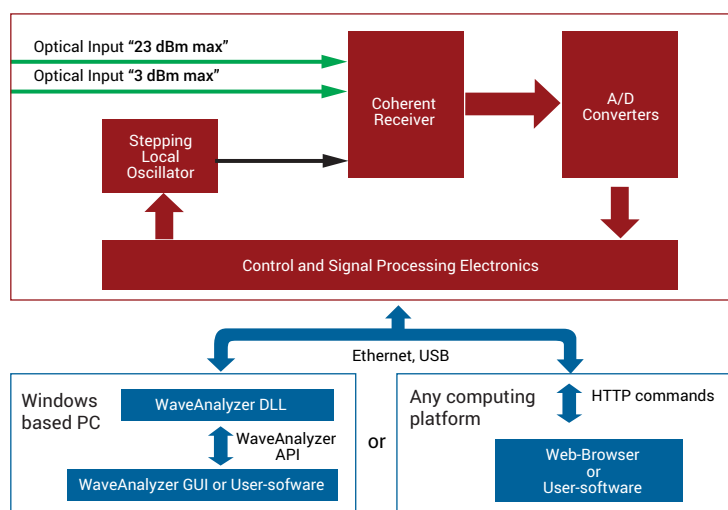 Optical Input “23 dBm max”
Optical Input “3 dBm max”
Coherent
Receiver
A/D
Converters
Stepping
Local
Oscillator
Control and Signal Processing Electronics
Ethernet, USB
Windows
based PC
WaveAnalyzer DLL
WaveAnalyzer
API
WaveAnalyzer GUI or User-sofware
or
Any computing
platform
HTTP commands
Web-Browser
or
User-software